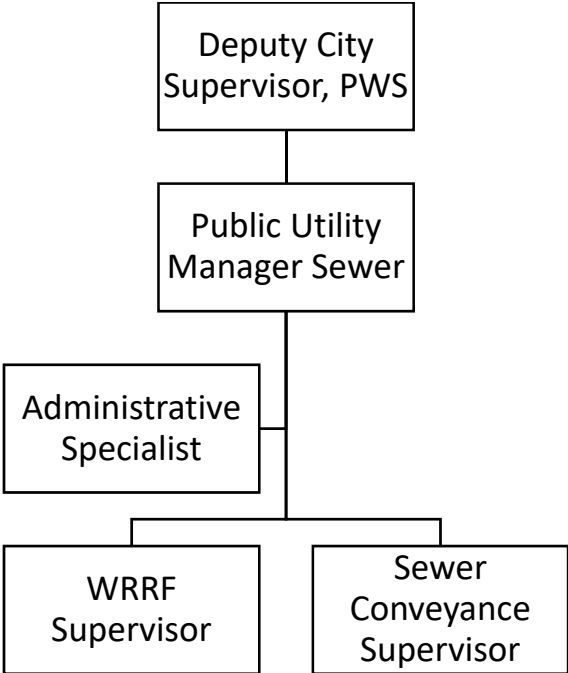 Deputy City
Supervisor, PWS
Public Utility
Manager Sewer
Administrative
Specialist
WRRF
Supervisor
Sewer
Conveyance
Supervisor